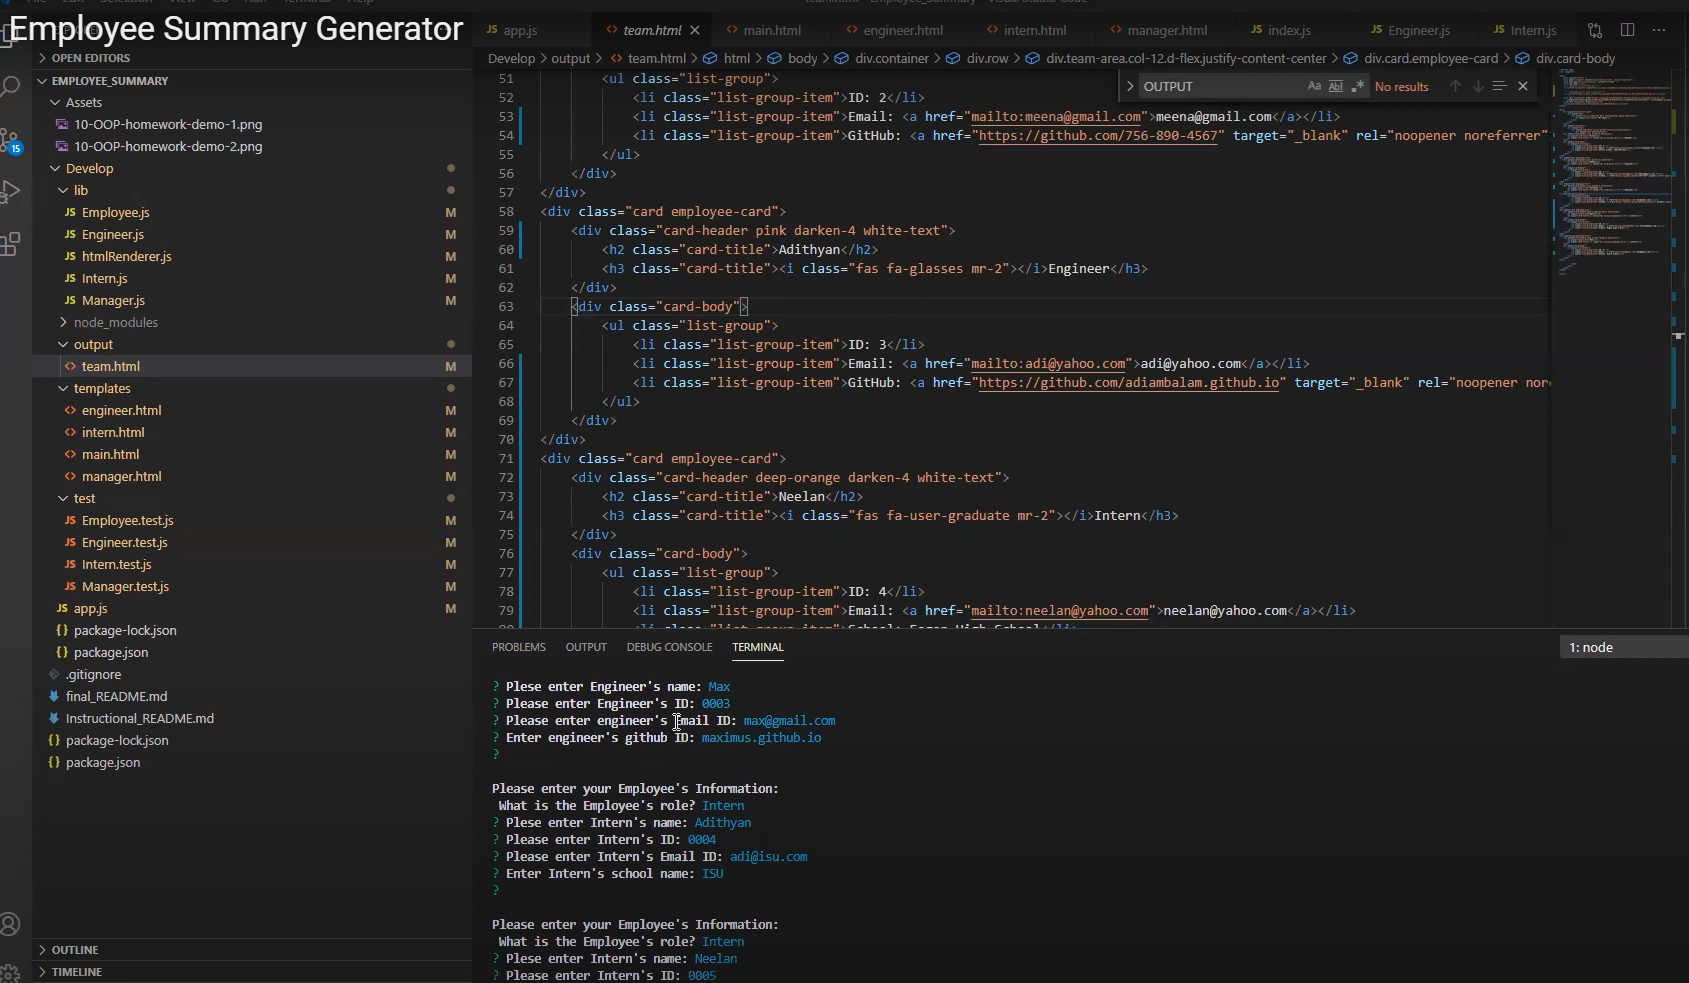 Employee Summary Generator
OPEN EDITORS
EMPLOYEE_SUMMARY
Assets
10-OOP-homework-demo-1.png
10-OOP-homework-demo-2.png
15
Develop
lib
JS Employee.js M
JS Engineer.js M
JS htmlRenderer.js M
JS Intern.js M
JS Manager.js M
node_modules
output
<> team.html M
templates
<> engineer.html M
<> intern.html M
<> main.html M
<> manager.html M
test
JS Employee.test.js M
JS Engineer.test.js M
JS Intern.test.js M
JS Manager.test.js M
JS app.js M
{} package-lock.json
{} package.json
.gitignore
final_README.md
Instructional_README.md
{} package-lock.json
{} package.json
OUTLINE
TIMELINE
JS app.js <> team.html <> main.html <> engineer.html <> intern.html <> manager.html JS index.js JS Engineer.js JS Intern.js
Develop > output > <> team.html > html > body > div.container > div.row > div.team-area.col-12.d-flex.justify-content-center > div.card.employee-card > div.card-body
OUTPUT Aa Abl .* No results
51 <ul class="list-group">
52 <li class="list-group-item">ID: 2</li>
53 <li class="list-group-item">Email: <a href="mailto:meena@gmail.com">meena@gmail.com</a></li>
54 <li class="list-group-item">GitHub: <a href="https://github.com/756-890-4567" target="_blank" rel="noopener noreferrer"
55 </ul>
56 </div>
57 </div>
58 <div class="card employee-card">
59 <div class="card-header pink darken-4 white-text">
60 <h2 class="card-title">Adithyan</h2>
61 <h3 class="card-title"><i class="fas fa-glasses mr-2"></i>Engineer</h3>
62 </div>
63 <div class="card-body">
64 <ul class="list-group">
65 <li class="list-group-item">ID: 3</li>
66 <li class="list-group-item">Email: <a href="mailto:adi@yahoo.com">adi@yahoo.com</a></li>
67 <li class="list-group-item">GitHub: <a href="https://github.com/adiambalam.github.io" target="_blank" rel="noopener nor
68 </ul>
69 </div>
70 </div>
71 <div class="card employee-card">
72 <div class="card-header deep-orange darken-4 white-text">
73 <h2 class="card-title">Neelan</h2>
74 <h3 class="card-title"><i class="fas fa-user-graduate mr-2"></i>Intern</h3>
75 </div>
76 <div class="card-body">
77 <ul class="list-group">
78 <li class="list-group-item">ID: 4</li>
79 <li class="list-group-item">Email: <a href="mailto:neelan@yahoo.com">neelan@yahoo.com</a></li>
PROBLEMS OUTPUT DEBUG CONSOLE TERMINAL 1: node
? Plese enter Engineer's name: Max
? Please enter Engineer's ID: 0003
? Please enter engineer's Email ID: max@gmail.com
? Enter engineer's github ID: maximus.github.io
?
Please enter your Employee's Information:
What is the Employee's role? Intern
? Plese enter Intern's name: Adithyan
? Please enter Intern's ID: 0004
? Please enter Intern's Email ID: adi@isu.com
? Enter Intern's school name: ISU
?
Please enter your Employee's Information:
What is the Employee's role? Intern
? Plese enter Intern's name: Neelan
? Please enter Intern's ID: 0005